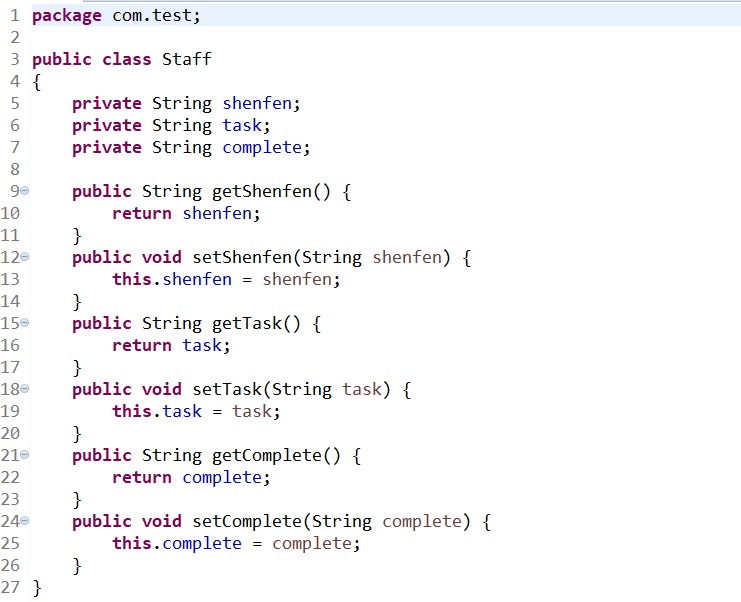 1 package com.test;
2
3 public class Staff
4 {
5     private String shenfen;
6     private String task;
7     private String complete;
8
9     public String getShenfen() {
10         return shenfen;
11     }
12     public void setShenfen(String shenfen) {
13         this.shenfen = shenfen;
14     }
15     public String getTask() {
16         return task;
17     }
18     public void setTask(String task) {
19         this.task = task;
20     }
21     public String getComplete() {
22         return complete;
23     }
24     public void setComplete(String complete) {
25         this.complete = complete;
26     }
27 }